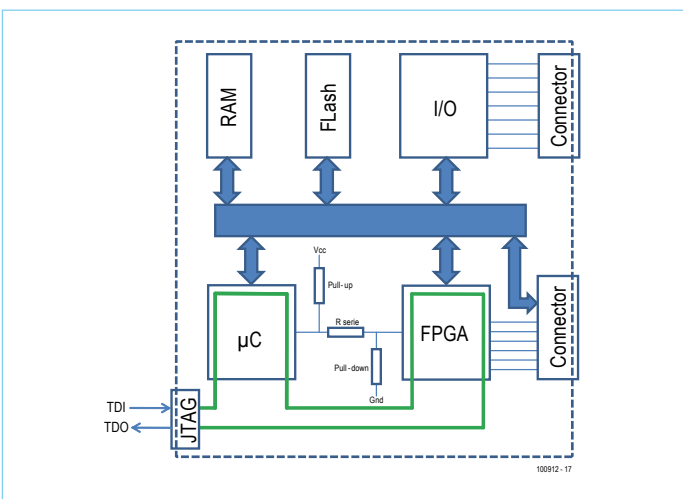 RAM
FLash
I/O
Connector
Vcc
Pull-up
µC
R serie
FPGA
Connector
Pull-down
Gnd
TDI
TDO
JTAG
100912 - 17